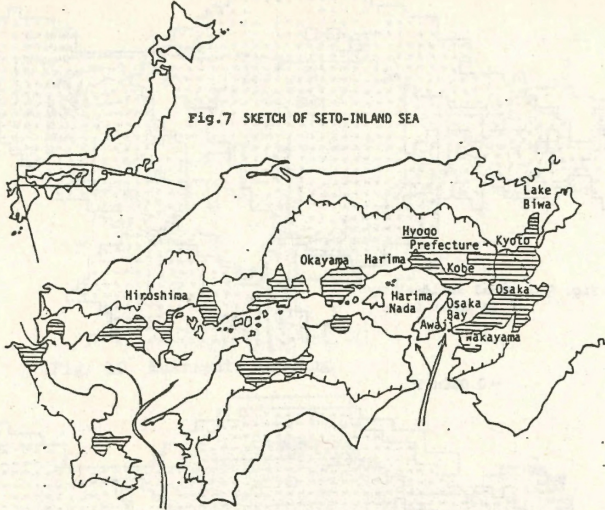 Fig.7 SKETCH OF SETO-INLAND SEA
Lake
Biwa
Hyogo
Prefecture
Kyoto
Okayama
Harima
Kobe
Hiroshima
Osaka
Harima
Nada
Osaka
Bay
Awaji
Wakayama